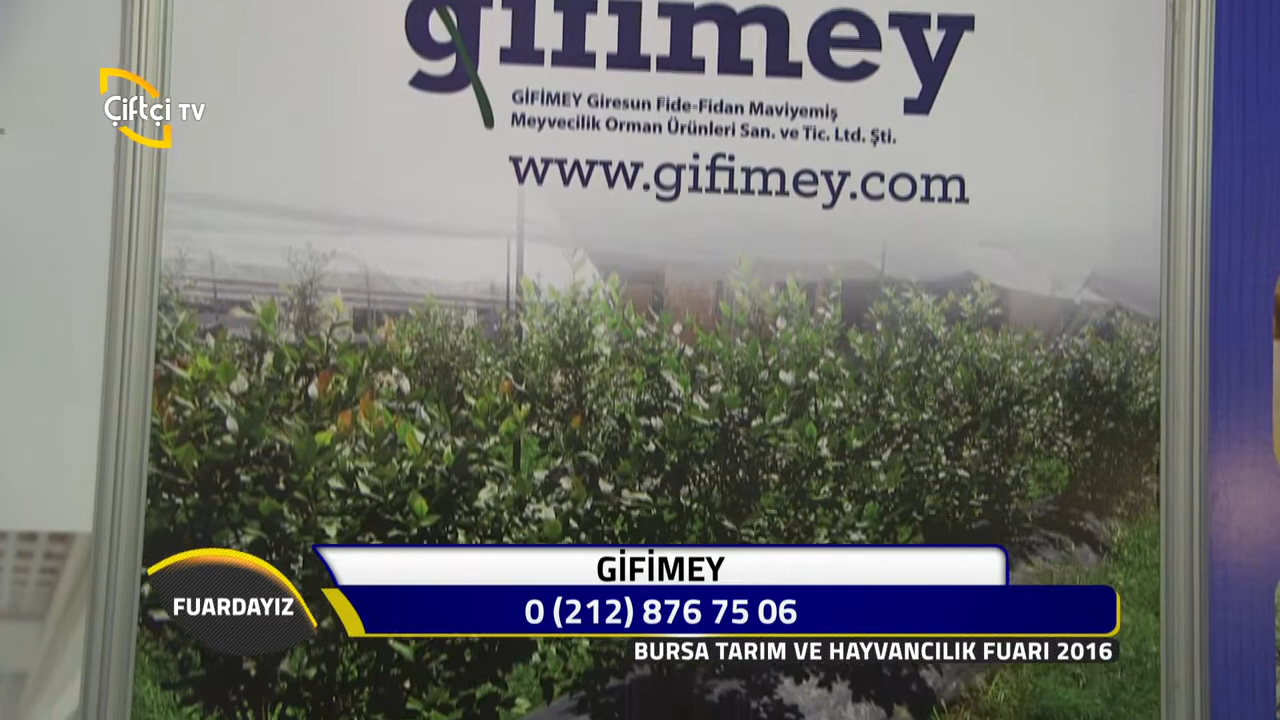 gifimey
Çiftçi TV
GİFİMEY Giresun Fide-Fidan Maviyemiş
Meyvecilik Orman Ürünleri San. ve Tic. Ltd. Şti.
www.gifimey.com
GİFİMEY
FUARDAYIZ
0 (212) 876 75 06
BURSA TARIM VE HAYVANCILIK FUARI 2016